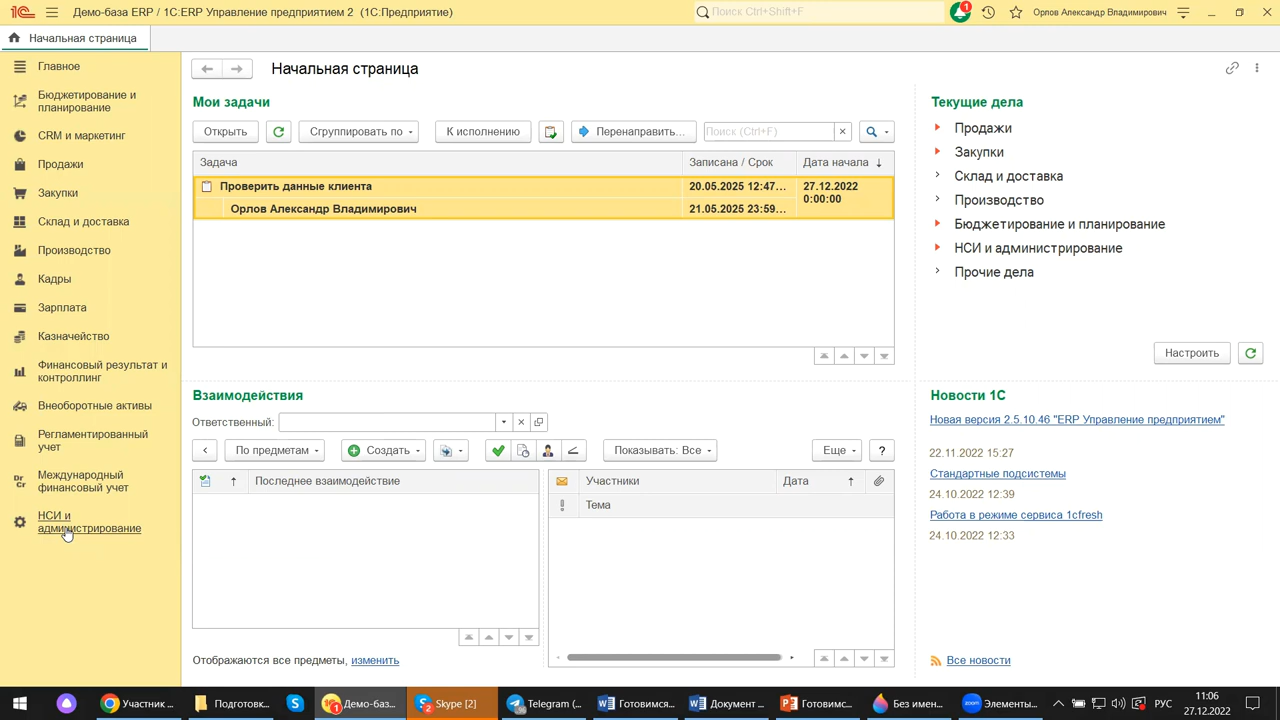 Демо-база ERP / 1C:ERP Управление предприятием 2 (1С:Предприятие)
Поиск Ctrl+Shift+F
1
Орлов Александр Владимирович
Начальная страница
Главное
Бюджетирование и
планирование
CRM и маркетинг
Продажи
Закупки
Склад и доставка
Производство
Кадры
Зарплата
Казначейство
Финансовый результат и
контроллинг
Внеоборотные активы
Регламентированный
учет
Международный
финансовый учет
НСИ и
администрирование
Начальная страница
Мои задачи
Открыть
Сгруппировать по
К исполнению
Перенаправить...
Поиск (Ctrl+F)
Задача
Записана / Срок
Дата начала
Проверить данные клиента
20.05.2025 12:47...
27.12.2022
0:00:00
Орлов Александр Владимирович
21.05.2025 23:59...
Взаимодействия
Ответственный:
По предметам
Создать
Показывать: Все
Еще
?
Последнее взаимодействие
Участники
Дата
Тема
Отображаются все предметы, изменить
Текущие дела
Продажи
Закупки
Склад и доставка
Производство
Бюджетирование и планирование
НСИ и администрирование
Прочие дела
Настроить
Новости 1С
Новая версия 2.5.10.46 "ERP Управление предприятием"
22.11.2022 15:27
Стандартные подсистемы
24.10.2022 12:39
Работа в режиме сервиса 1cfresh
24.10.2022 12:33
Все новости
Участник ...
Подготовк...
Демо-баз...
Skype [2]
Telegram (...
Готовимся...
Документ ...
Готовимс...
Без имен...
Элементы...
РУС
11:06
27.12.2022